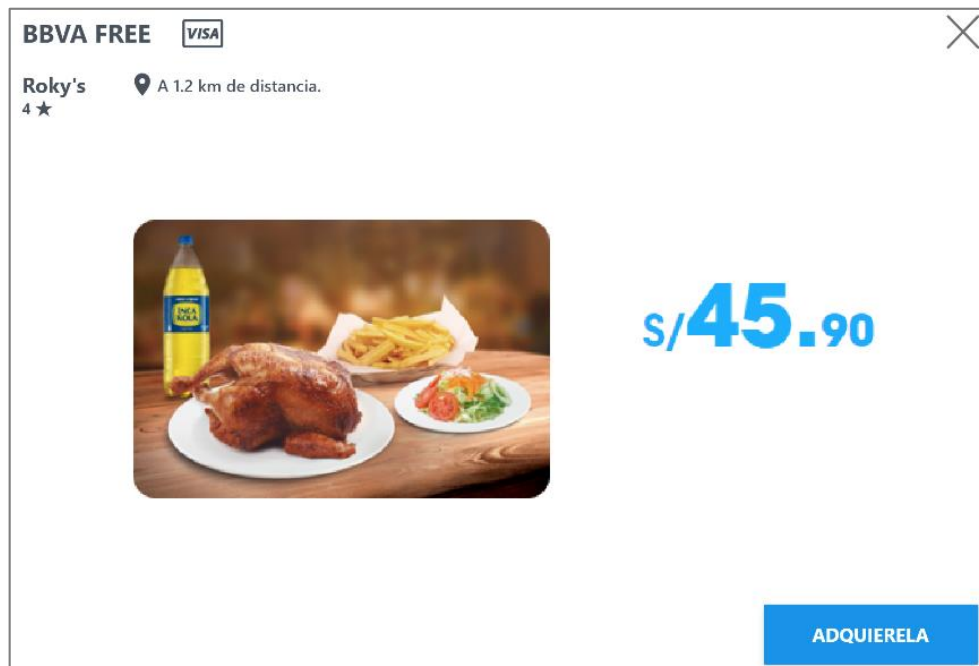 BBVA FREE VISA
Roky's A 1.2 km de distancia.
4 ★
INCA
KOLA
S/45.90
ADQUIERELA